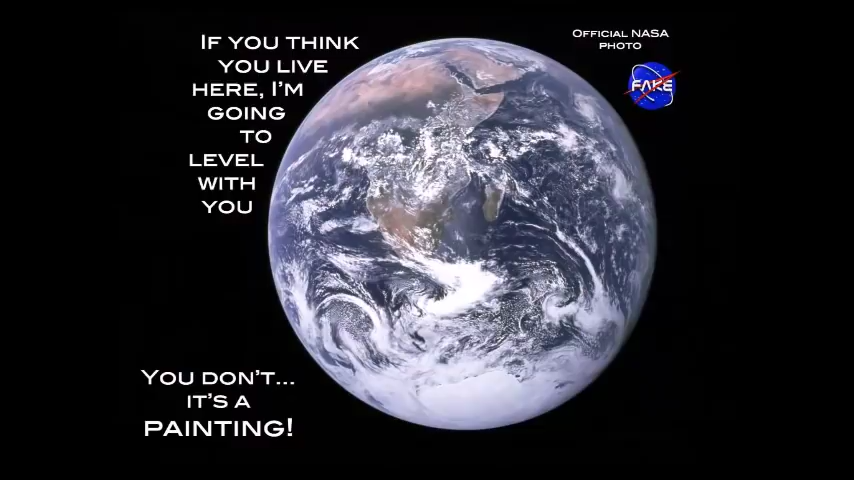 If you think
you live
here, I'm
going
to
level
with
you
Official NASA
photo
FAKE
You don't...
it's a
painting!